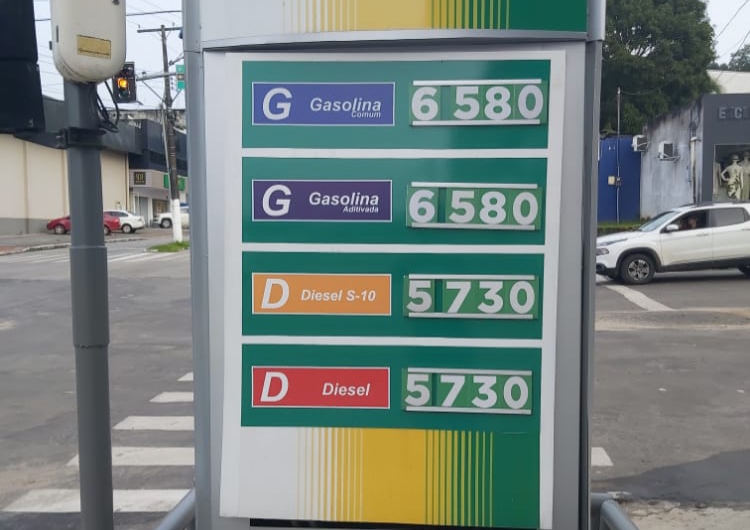 G Gasolina Comum 6 580
G Gasolina Aditivada 6 580
D Diesel S-10 5 730
D Diesel 5 730